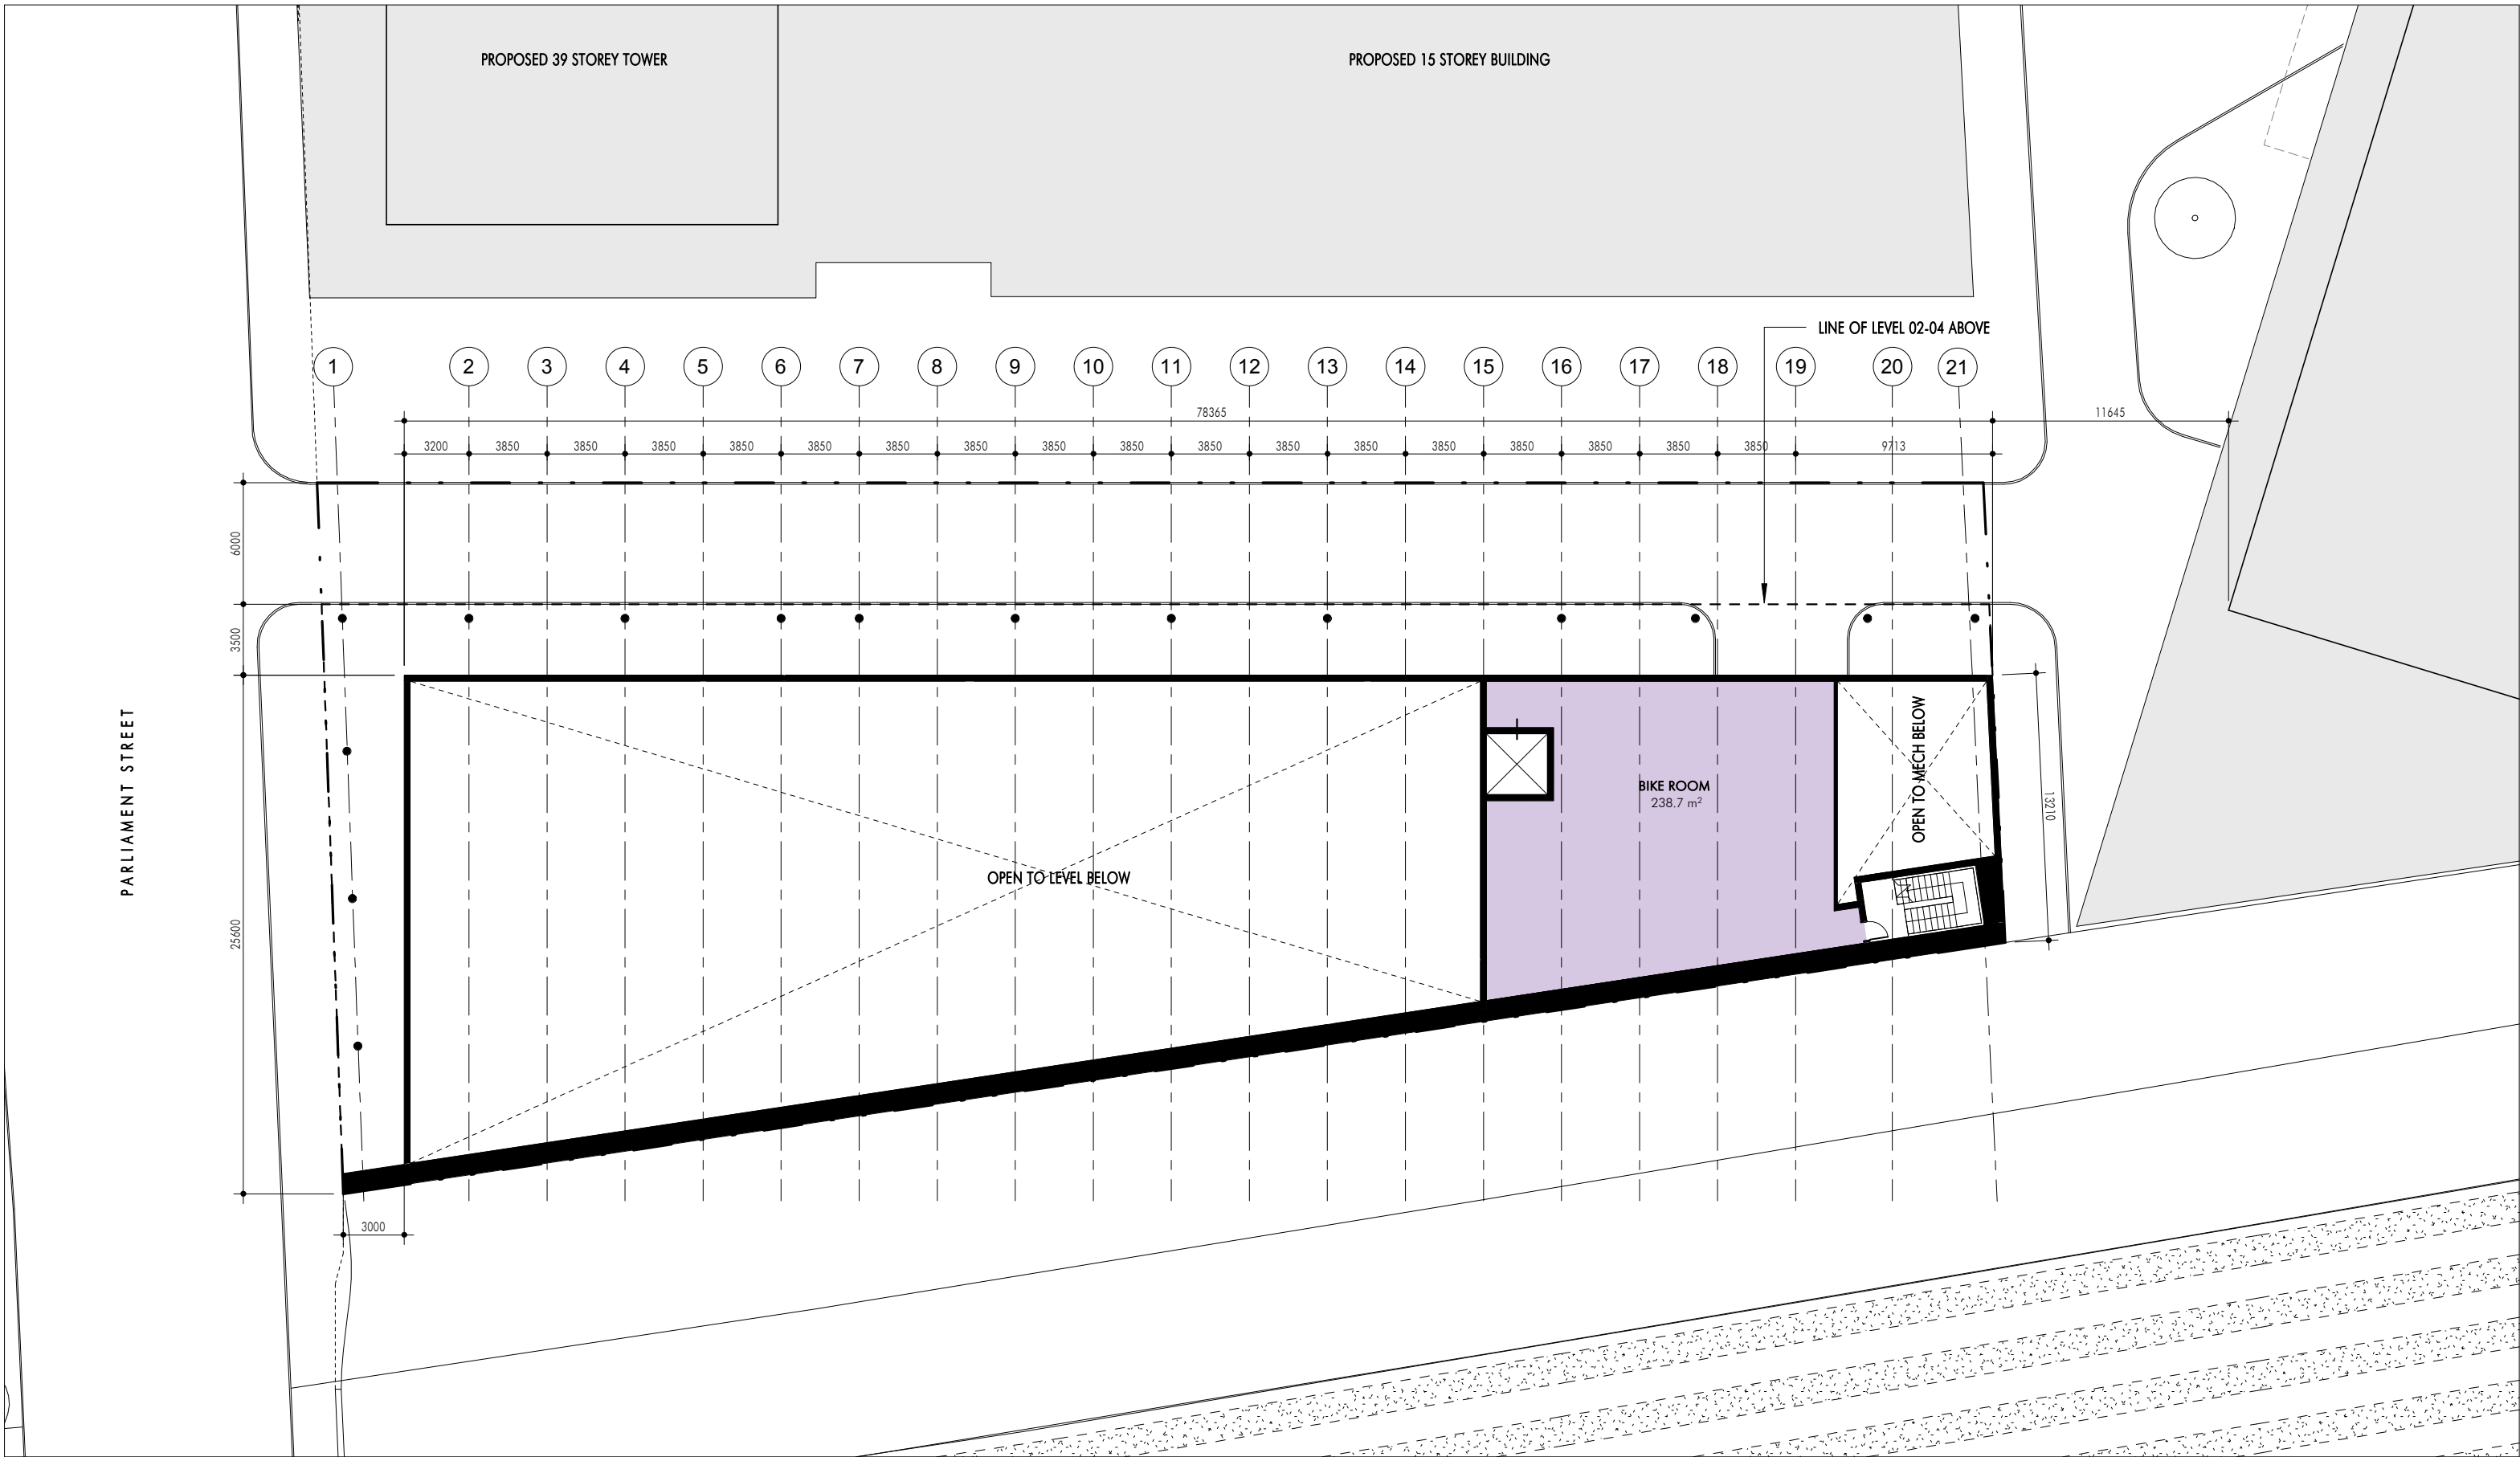 PROPOSED 39 STOREY TOWER
PROPOSED 15 STOREY BUILDING
LINE OF LEVEL 02-04 ABOVE
1 2 3 4 5 6 7 8 9 10 11 12 13 14 15 16 17 18 19 20 21
78365 11645
3200 3850 3850 3850 3850 3850 3850 3850 3850 3850 3850 3850 3850 3850 3850 3850 3850 3850 9713
6000
3500
PARLIAMENT STREET
25600
OPEN TO LEVEL BELOW
BIKE ROOM
238.7 m²
OPEN TO MECH BELOW
13210
3000